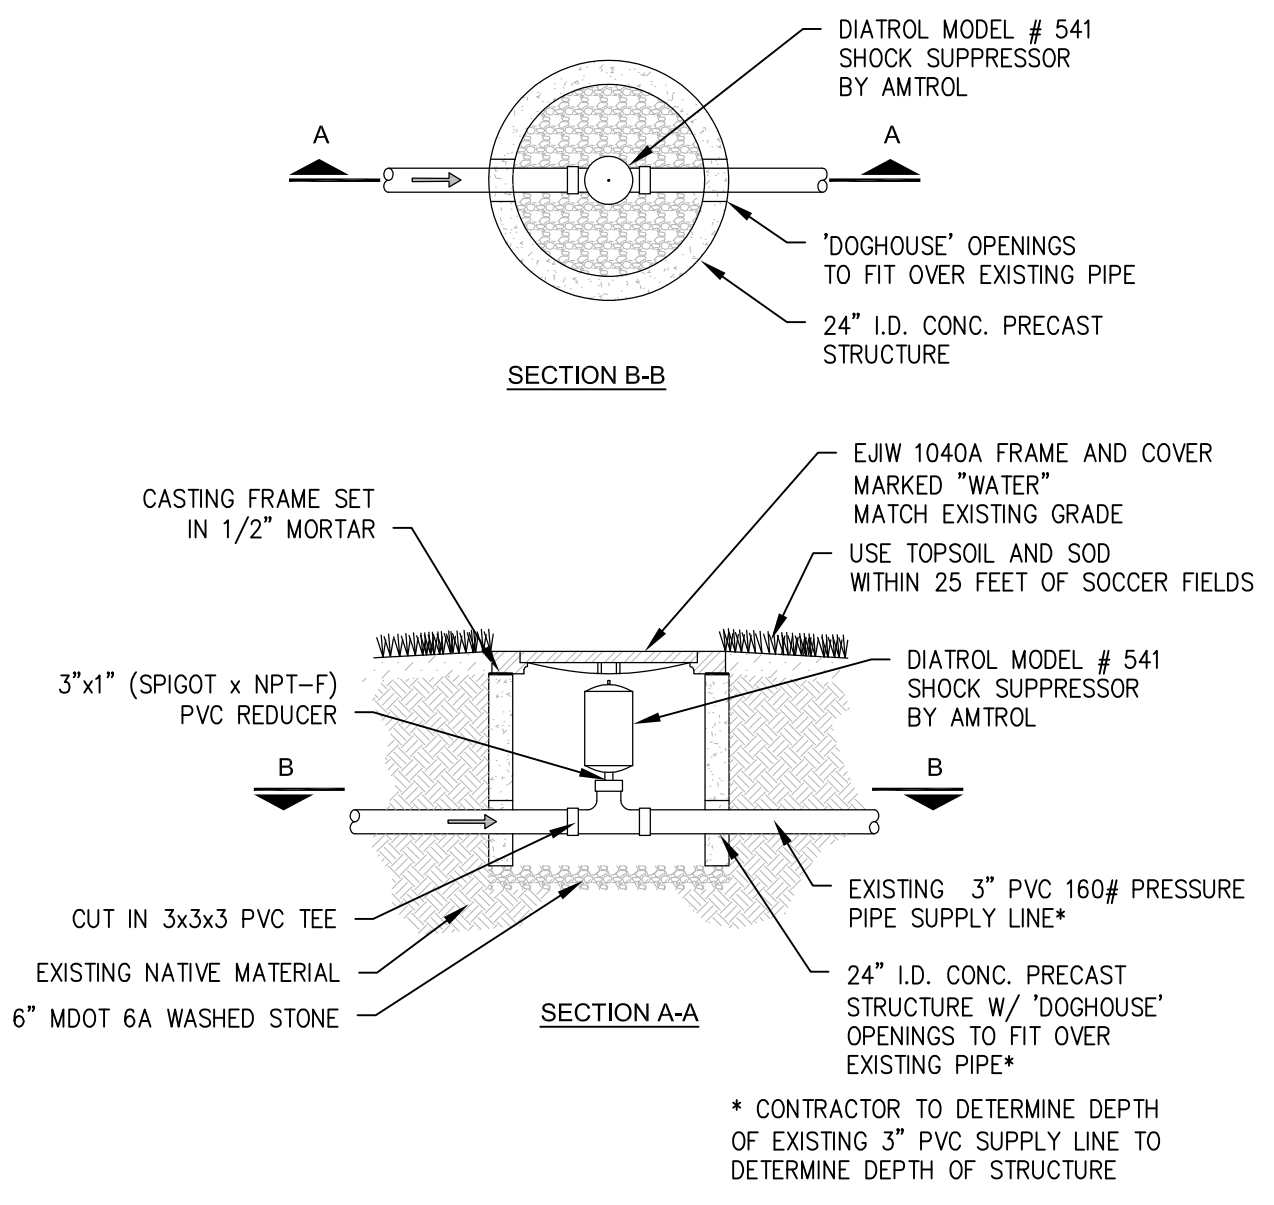 DIATROL MODEL # 541
SHOCK SUPPRESSOR
BY AMTROL
A
A
'DOGHOUSE' OPENINGS
TO FIT OVER EXISTING PIPE
24" I.D. CONC. PRECAST
STRUCTURE
SECTION B-B
EJIW 1040A FRAME AND COVER
MARKED "WATER"
MATCH EXISTING GRADE
CASTING FRAME SET
IN 1/2" MORTAR
USE TOPSOIL AND SOD
WITHIN 25 FEET OF SOCCER FIELDS
3"x1" (SPIGOT x NPT-F)
PVC REDUCER
DIATROL MODEL # 541
SHOCK SUPPRESSOR
BY AMTROL
B
B
CUT IN 3x3x3 PVC TEE
EXISTING NATIVE MATERIAL
6" MDOT 6A WASHED STONE
EXISTING 3" PVC 160# PRESSURE
PIPE SUPPLY LINE*
24" I.D. CONC. PRECAST
STRUCTURE W/ 'DOGHOUSE'
OPENINGS TO FIT OVER
EXISTING PIPE*
SECTION A-A
* CONTRACTOR TO DETERMINE DEPTH
OF EXISTING 3" PVC SUPPLY LINE TO
DETERMINE DEPTH OF STRUCTURE